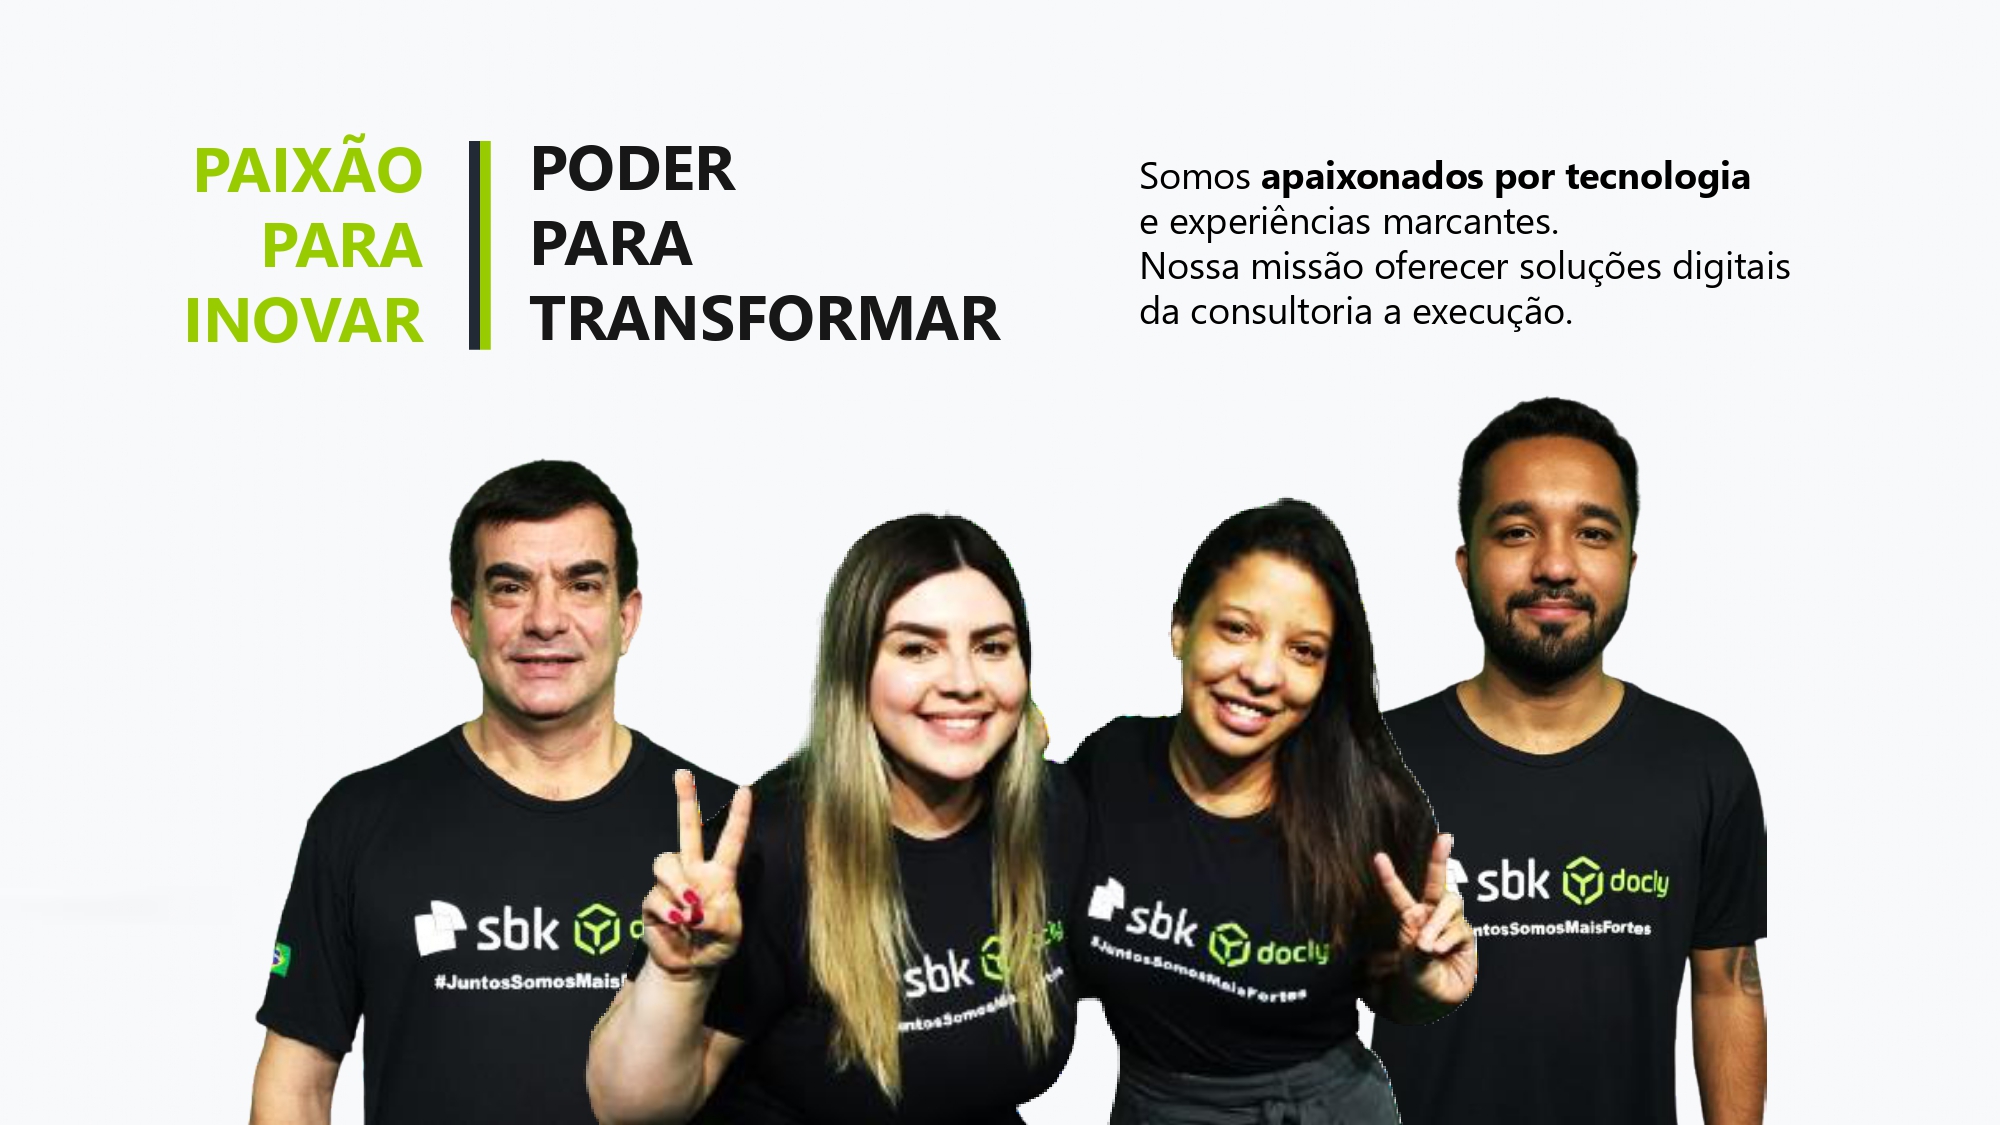 PAIXÃO
PARA
INOVAR
PODER
PARA
TRANSFORMAR
Somos apaixonados por tecnologia
e experiências marcantes.
Nossa missão oferecer soluções digitais
da consultoria a execução.
sbk
#JuntosSomosMais
sbk
sbk docly
#JuntosSomosMaisFortes
sbk docly
ntosSomosMaisFortes